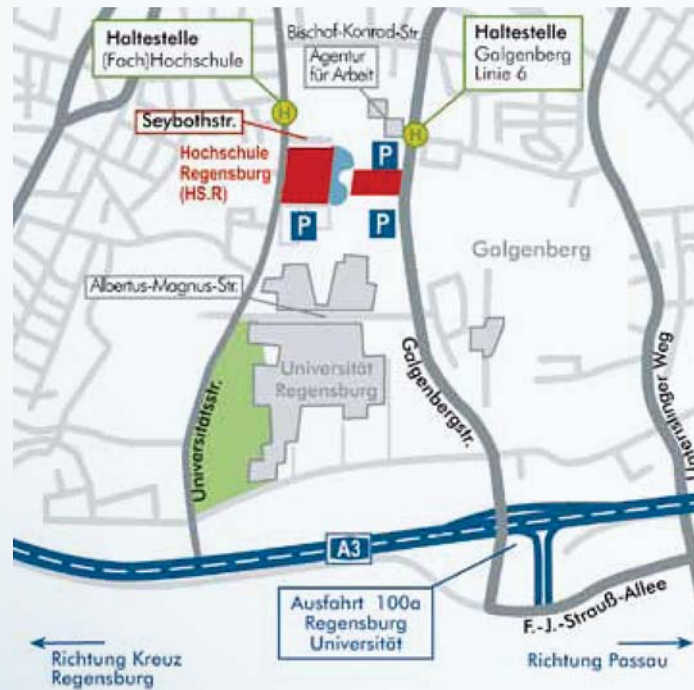 Haltestelle
(Fach)Hochschule
Bischof-Konrad-Str.
Agentur
für Arbeit
Haltestelle
Galgenberg
Linie 6
H
H
Seybothstr.
Hochschule
Regensburg
(HS.R)
P
P
P
Galgenberg
Albertus-Magnus-Str.
Universität
Regensburg
Universitätsstr.
Galgenbergstr.
Unterislinger Weg
A3
Ausfahrt 100a
Regensburg
Universität
F.-J.-Strauß-Allee
Richtung Kreuz
Regensburg
Richtung Passau